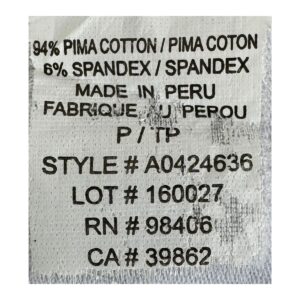 94% PIMA COTTON / PIMA COTON
6% SPANDEX / SPANDEX
MADE IN PERU
FABRIQUE AU PEROU
P / TP
STYLE # A0424636
LOT # 160027
RN # 98406
CA # 39862